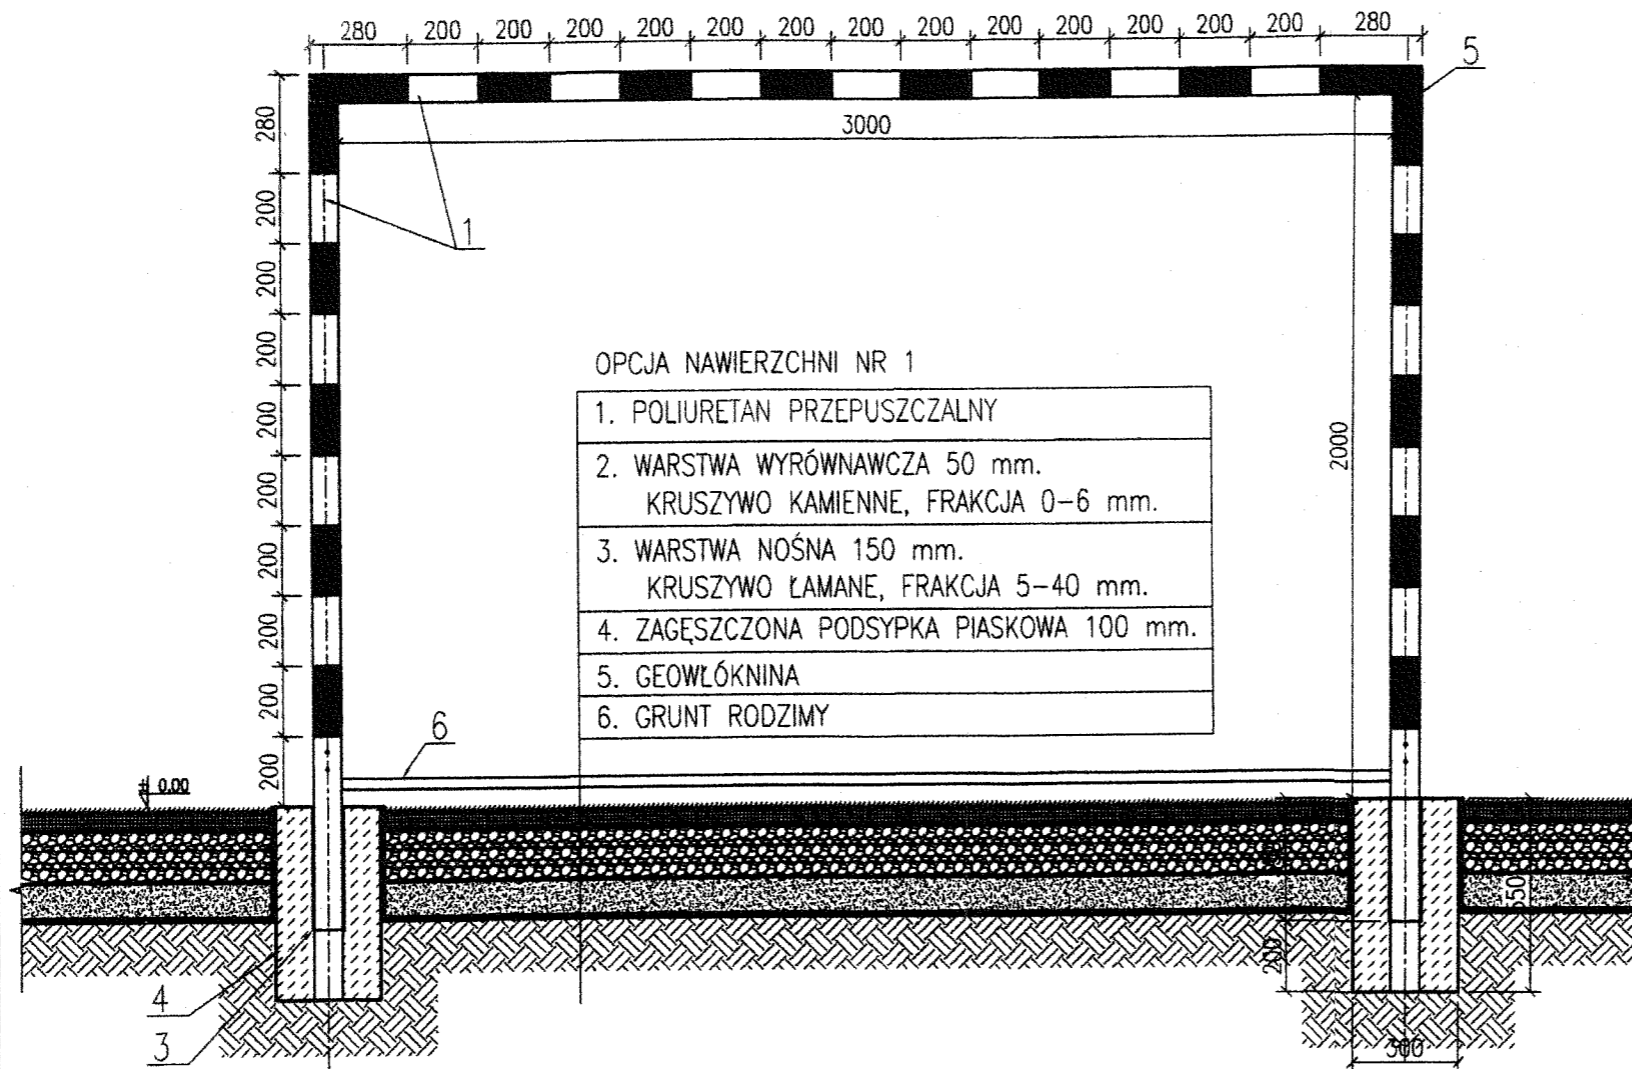 280 200 200 200 200 200 200 200 200 200 200 200 200 200 280
5
3000
280
200
1
200
200
200
200
200
200
200
200
2000
OPCJA NAWIERZCHNI NR 1
1. POLIURETAN PRZEPUSZCZALNY
2. WARSTWA WYRÓWNAWCZA 50 mm.
KRUSZYWO KAMIENNE, FRAKCJA 0-6 mm.
3. WARSTWA NOŚNA 150 mm.
KRUSZYWO ŁAMANE, FRAKCJA 5-40 mm.
4. ZAGĘSZCZONA PODSYPKA PIASKOWA 100 mm.
5. GEOWŁÓKNINA
6. GRUNT RODZIMY
6
0.00
550
200
4
3
300